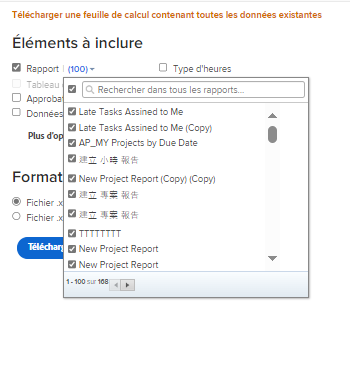 Télécharger une feuille de calcul contenant toutes les données existantes
Éléments à inclure
Rapport (100)
Type d'heures
Tableau
Approbat
Données
Plus d'op
Format
Fichier .x
Fichier .x
Télécharg
Rechercher dans tous les rapports...
Late Tasks Assined to Me
Late Tasks Assined to Me (Copy)
AP_MY Projects by Due Date
建立 小時 報告
New Project Report (Copy) (Copy)
建立 專案 報告
建立 專案 報告
TTTTTTTT
New Project Report
New Project Report
1 - 100 sur 168